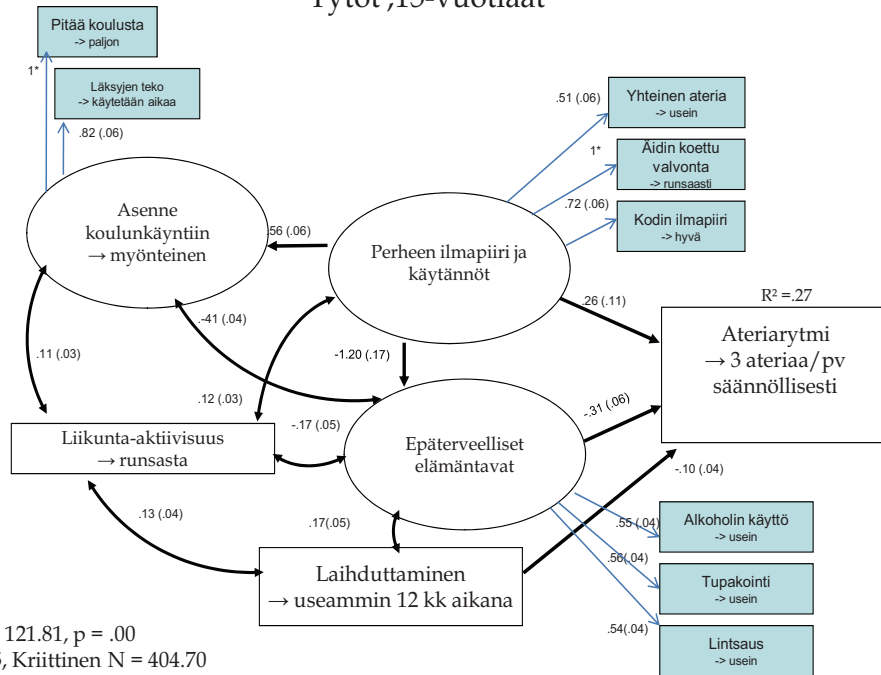 Tytöt ,15-vuotiaat
Pitää koulusta
-> paljon
1*
Läksyjen teko
-> käytetään aikaa
.82 (.06)
.51 (.06)
Yhteinen ateria
-> usein
1*
Äidin koettu
valvonta
-> runsaasti
.72 (.06)
Kodin ilmapiiri
-> hyvä
Asenne
koulunkäyntiin
→ myönteinen
.56 (.06)
Perheen ilmapiiri ja
käytännöt
.26 (.11)
R² =.27
Ateriarytmi
→ 3 ateriaa/pv
säännöllisesti
.11 (.03)
.-41 (.04)
-1.20 (.17)
.12 (.03)
-.17 (.05)
-.31 (.06)
Liikunta-aktiivisuus
→ runsasta
Epäterveelliset
elämäntavat
-.10 (.04)
.13 (.04)
.17(.05)
.55 (.04)
Alkoholin käyttö
-> usein
.56(.04)
Tupakointi
-> usein
.54(.04)
Lintsaus
-> usein
Laihduttaminen
→ useammin 12 kk aikana
121.81, p = .00
, Kriittinen N = 404.70